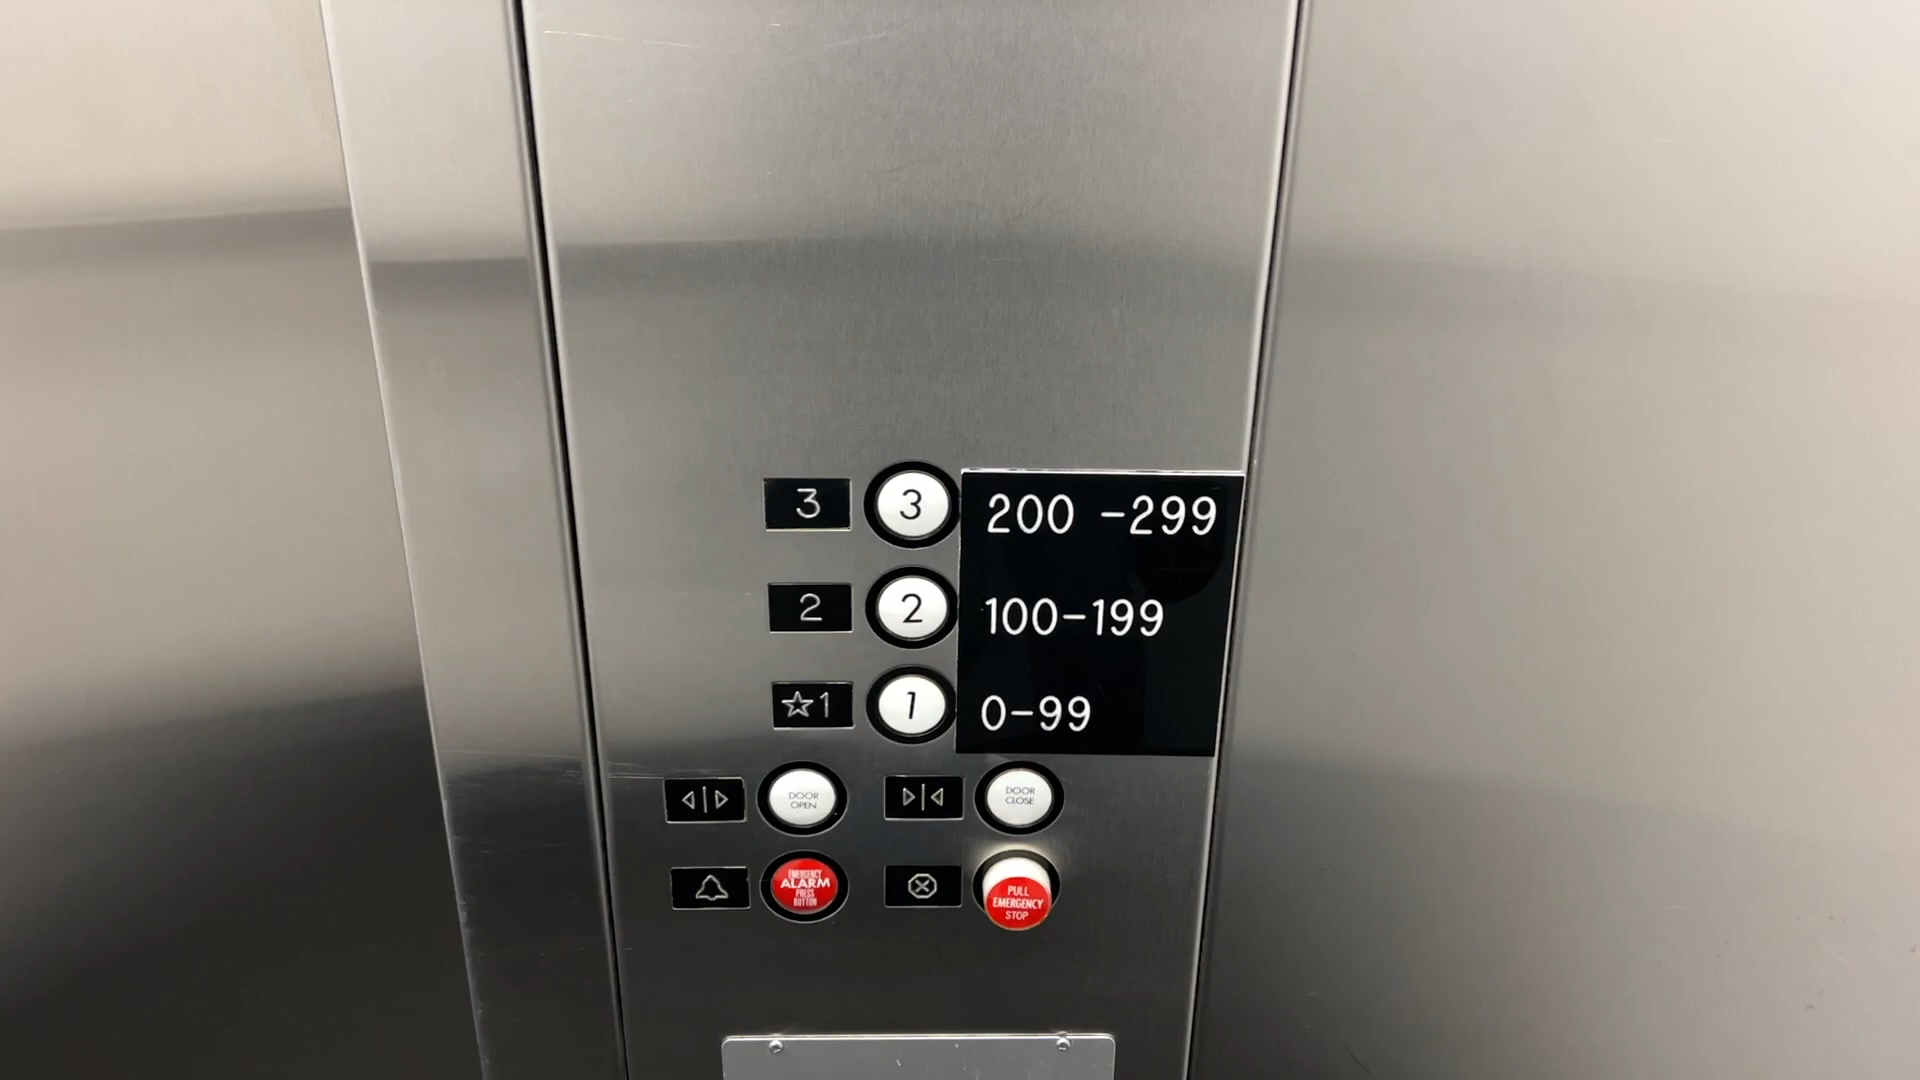 3 3 200 -299
2 2 100-199
☆1 1 0-99
DOOR OPEN
DOOR CLOSE
EMERGENCY
ALARM
PRESS
BUTTON
PULL
EMERGENCY
STOP